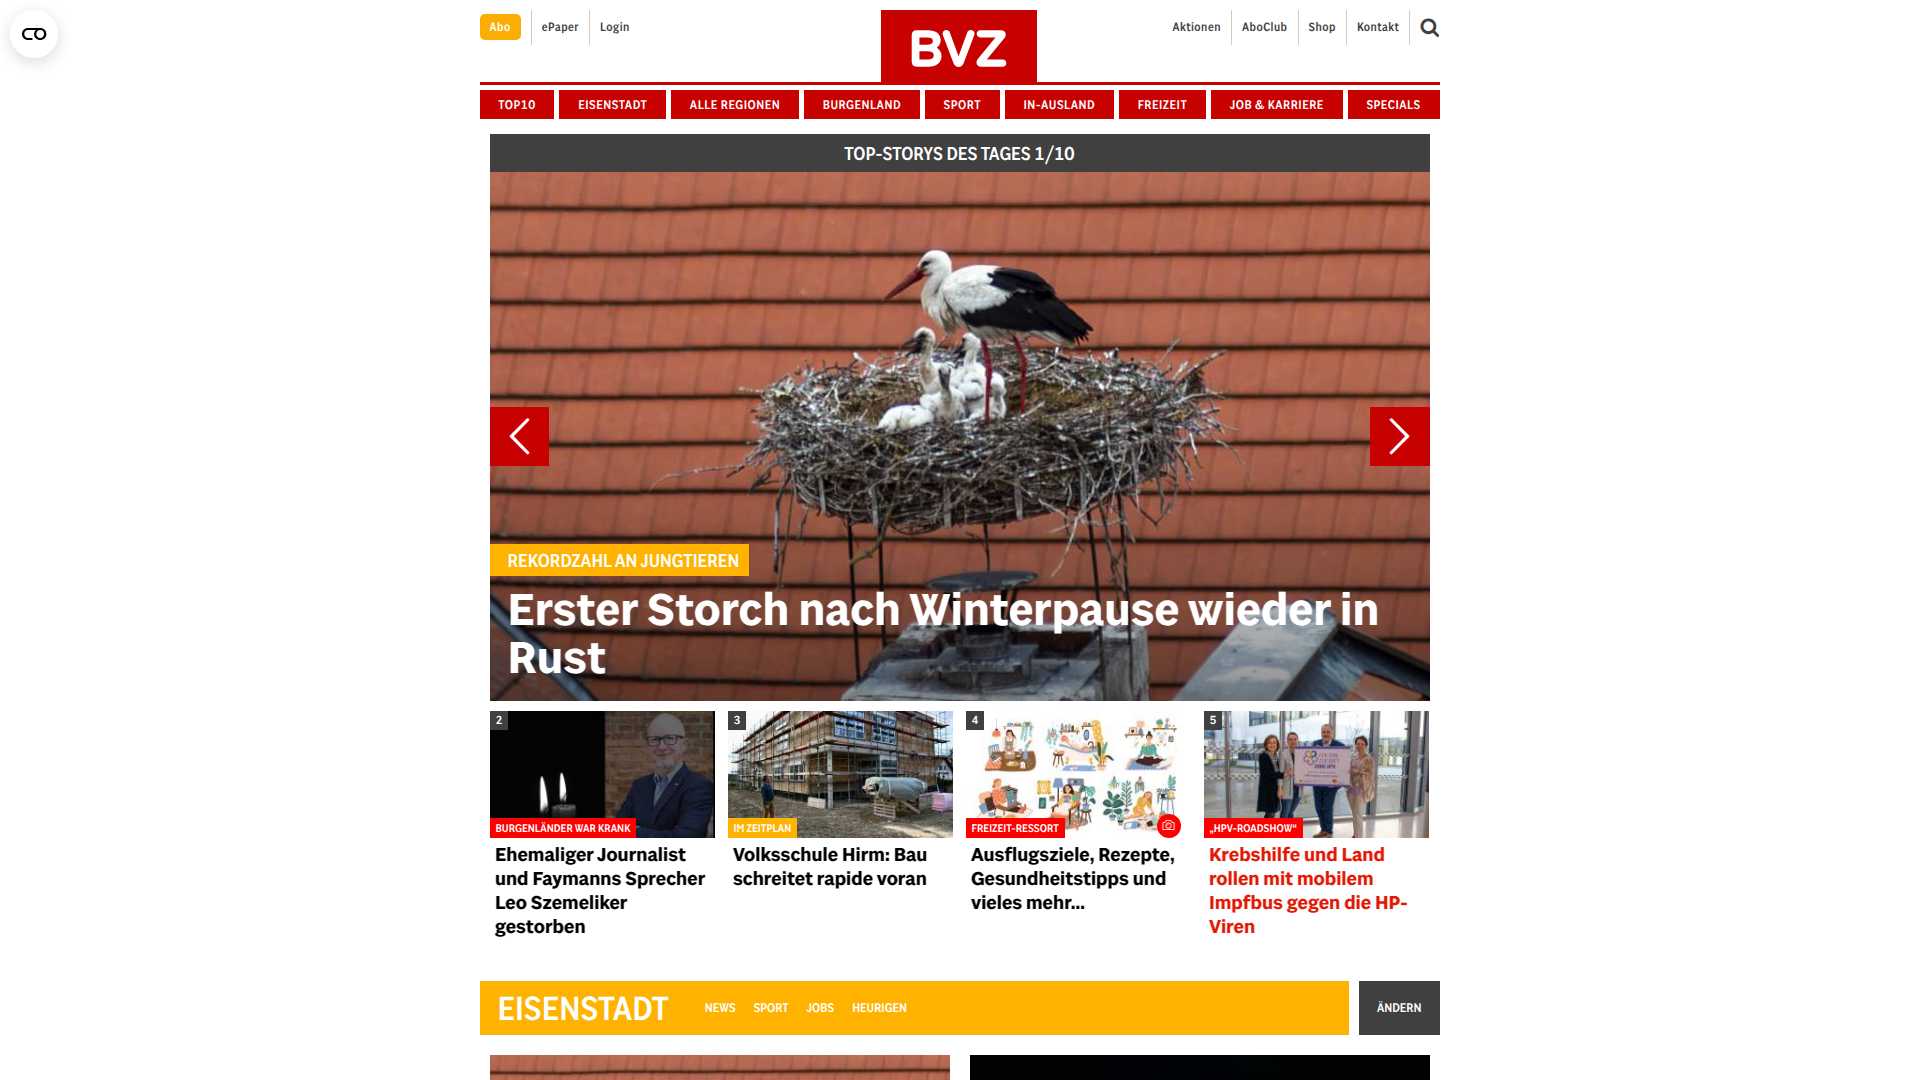 Abo
ePaper
Login
BVZ
Aktionen
AboClub
Shop
Kontakt
TOP10
EISENSTADT
ALLE REGIONEN
BURGENLAND
SPORT
IN-AUSLAND
FREIZEIT
JOB & KARRIERE
SPECIALS
TOP-STORYS DES TAGES 1/10
REKORDZAHL AN JUNGTIEREN
Erster Storch nach Winterpause wieder in
Rust
2
BURGENLÄNDER WAR KRANK
Ehemaliger Journalist
und Faymanns Sprecher
Leo Szemeliker
gestorben
3
IM ZEITPLAN
Volksschule Hirm: Bau
schreitet rapide voran
4
FREIZEIT-RESSORT
Ausflugsziele, Rezepte,
Gesundheitstipps und
vieles mehr...
5
„HPV-ROADSHOW“
Krebshilfe und Land
rollen mit mobilem
Impfbus gegen die HP-
Viren
EISENSTADT
NEWS
SPORT
JOBS
HEURIGEN
ÄNDERN